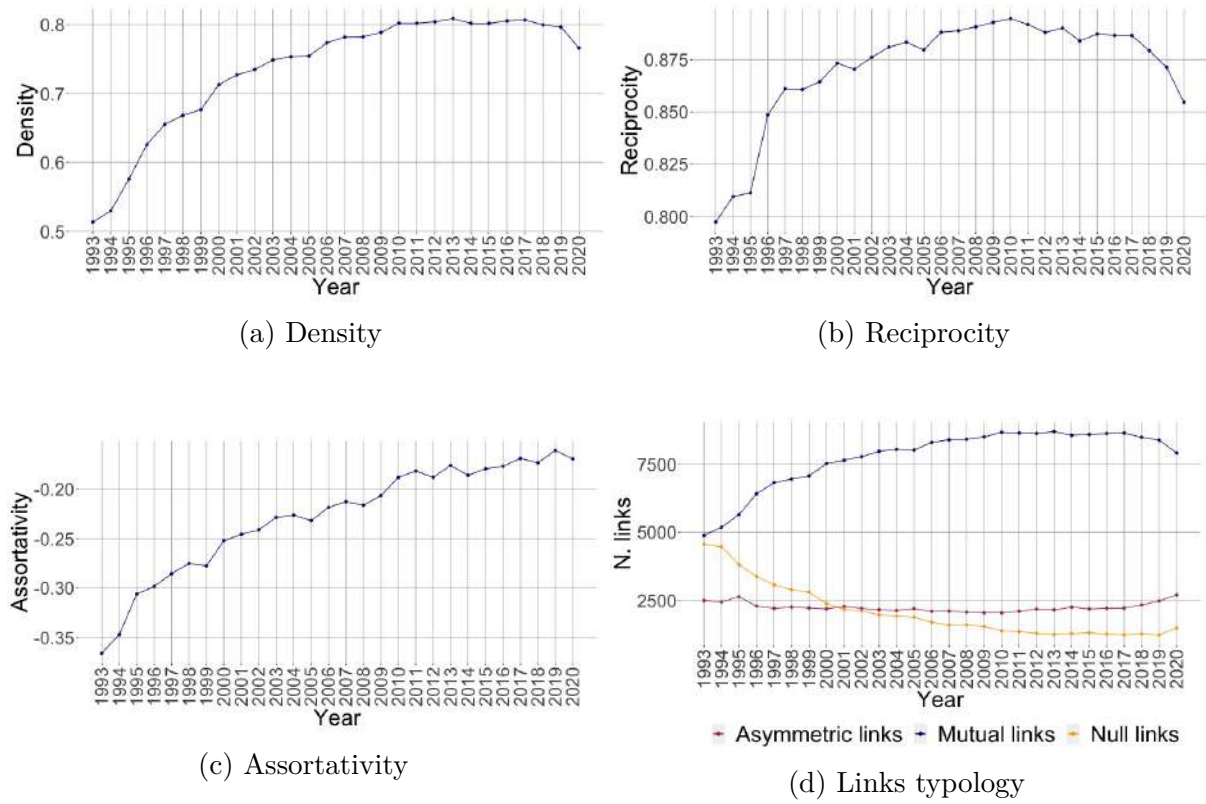 0.8
0.7
0.6
0.5
Density
1993 1994 1995 1996 1997 1998 1999 2000 2001 2002 2003 2004 2005 2006 2007 2008 2009 2010 2011 2012 2013 2014 2015 2016 2017 2018 2019 2020
Year
(a) Density
0.875
0.850
0.825
0.800
Reciprocity
1993 1994 1995 1996 1997 1998 1999 2000 2001 2002 2003 2004 2005 2006 2007 2008 2009 2010 2011 2012 2013 2014 2015 2016 2017 2018 2019 2020
Year
(b) Reciprocity
-0.20
-0.25
-0.30
-0.35
Assortativity
1993 1994 1995 1996 1997 1998 1999 2000 2001 2002 2003 2004 2005 2006 2007 2008 2009 2010 2011 2012 2013 2014 2015 2016 2017 2018 2019 2020
Year
(c) Assortativity
7500
5000
2500
N. links
1993 1994 1995 1996 1997 1998 1999 2000 2001 2002 2003 2004 2005 2006 2007 2008 2009 2010 2011 2012 2013 2014 2015 2016 2017 2018 2019 2020
Year
Asymmetric links Mutual links Null links
(d) Links typology